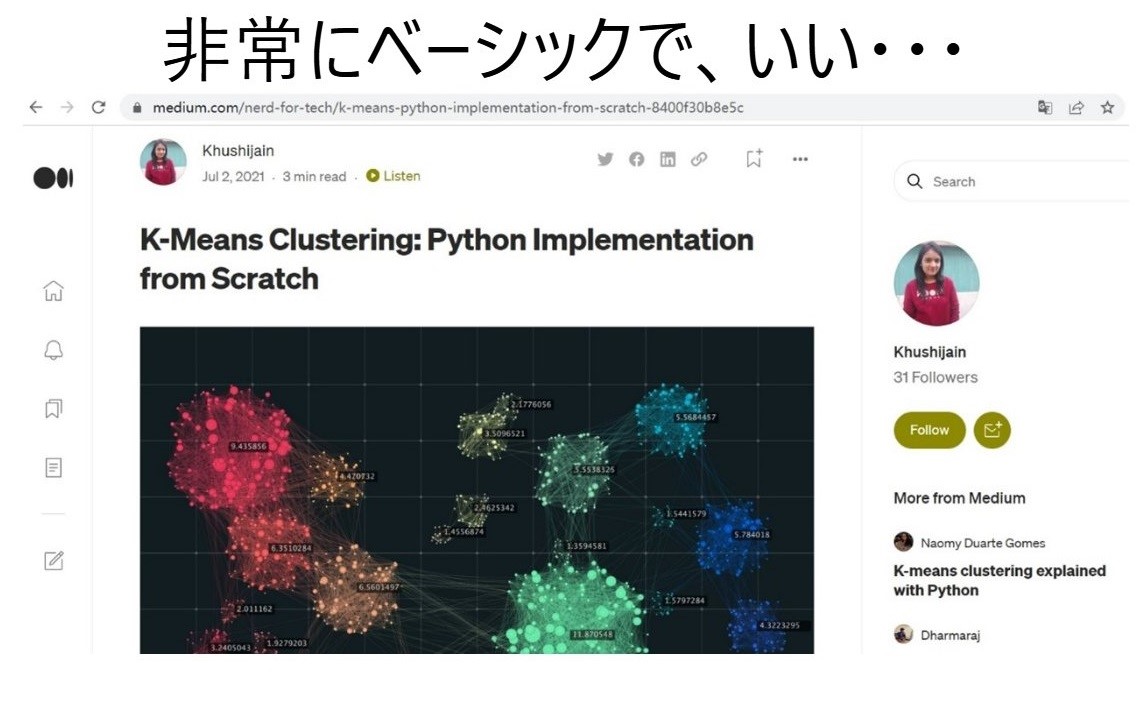 非常にベーシックで、いい・・・
medium.com/nerd-for-tech/k-means-python-implementation-from-scratch-8400f30b8e5c
Khushijain
Jul 2, 2021 · 3 min read · Listen
Search
K-Means Clustering: Python Implementation
from Scratch
Khushijain
31 Followers
Follow
More from Medium
Naomy Duarte Gomes
K-means clustering explained
with Python
Dharmaraj
2.1776056
5.5684457
3.5096521
9.435856
3.5538326
4.420732
2.4625342
1.5441579
1.4556874
5.784018
1.3594581
6.3510284
6.5601497
1.5797284
2.011162
4.3223295
11.870548
1.9279203
3.2405043